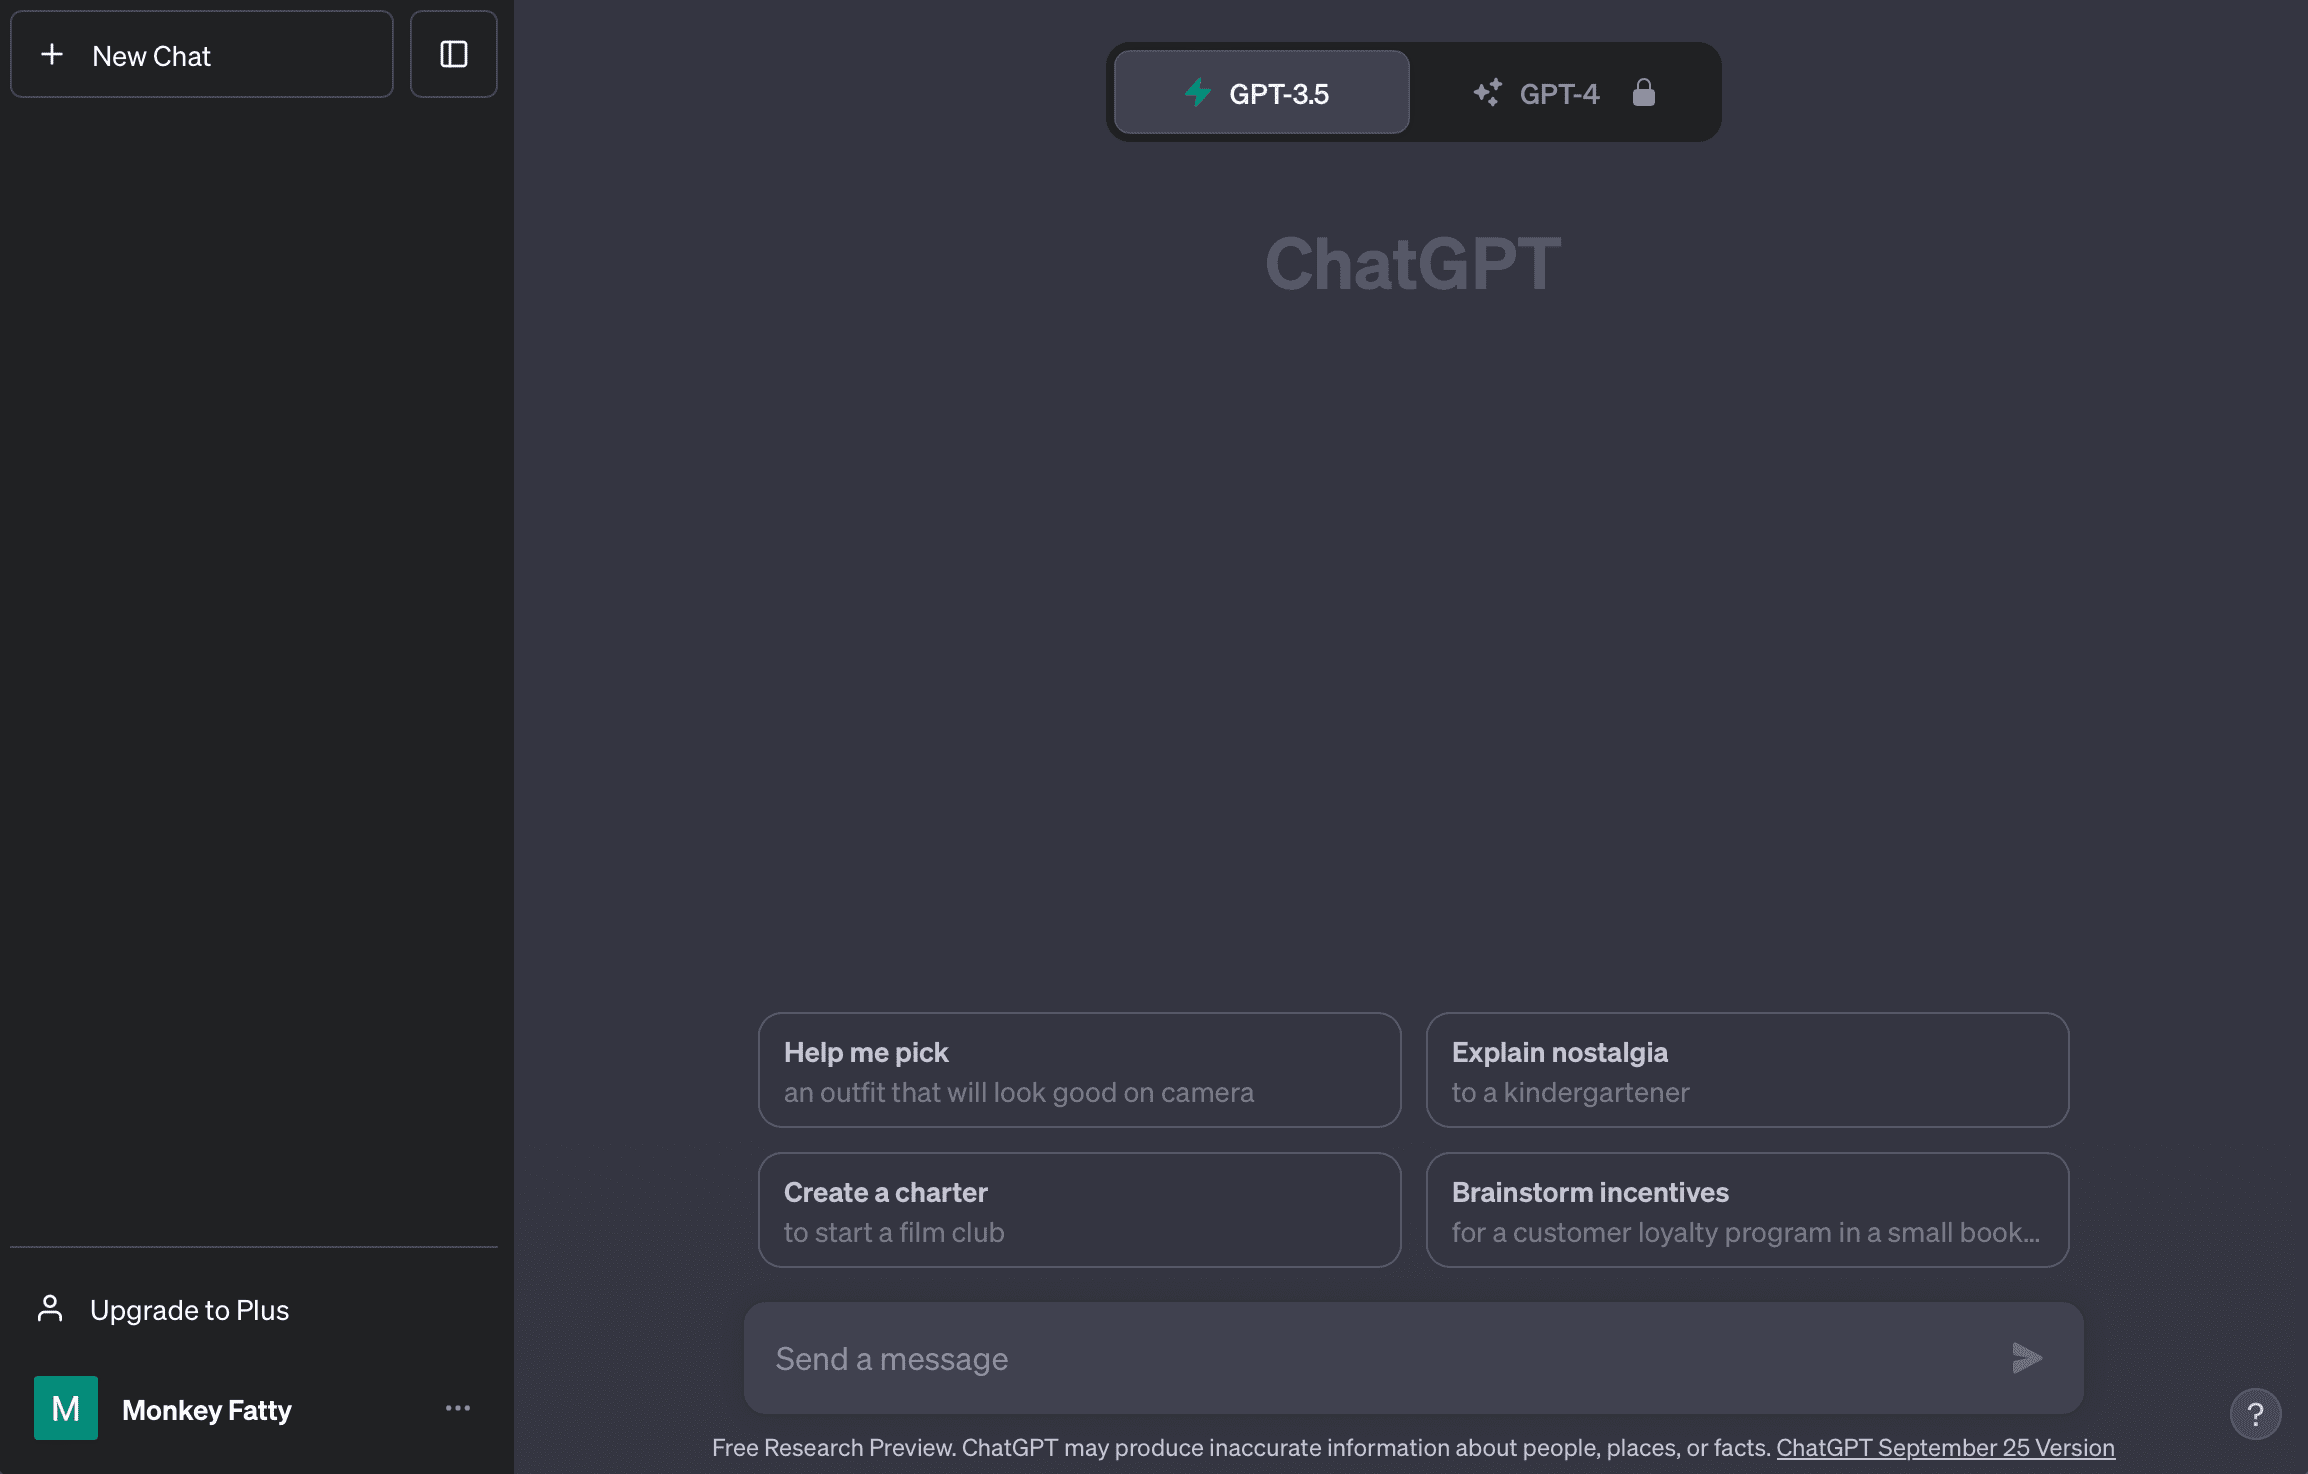 New Chat
GPT-3.5
GPT-4
ChatGPT
Help me pick
an outfit that will look good on camera
Explain nostalgia
to a kindergartener
Create a charter
to start a film club
Brainstorm incentives
for a customer loyalty program in a small book...
Upgrade to Plus
Send a message
M
Monkey Fatty
?
Free Research Preview. ChatGPT may produce inaccurate information about people, places, or facts. ChatGPT September 25 Version